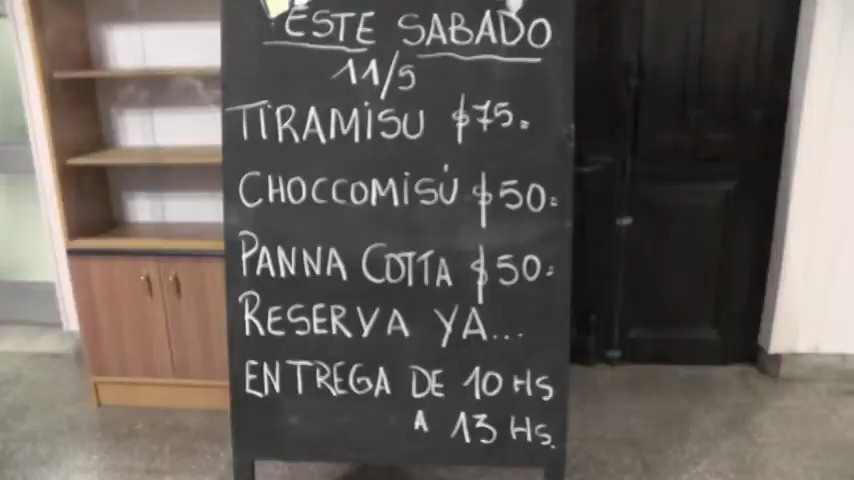 ESTE SABADO
11/5
TIRAMISU $75=
CHOCCOMISÚ $50=
PANNA COTTA $50=
RESERVA YA...
ENTREGA DE 10 HS
A 13 HS.